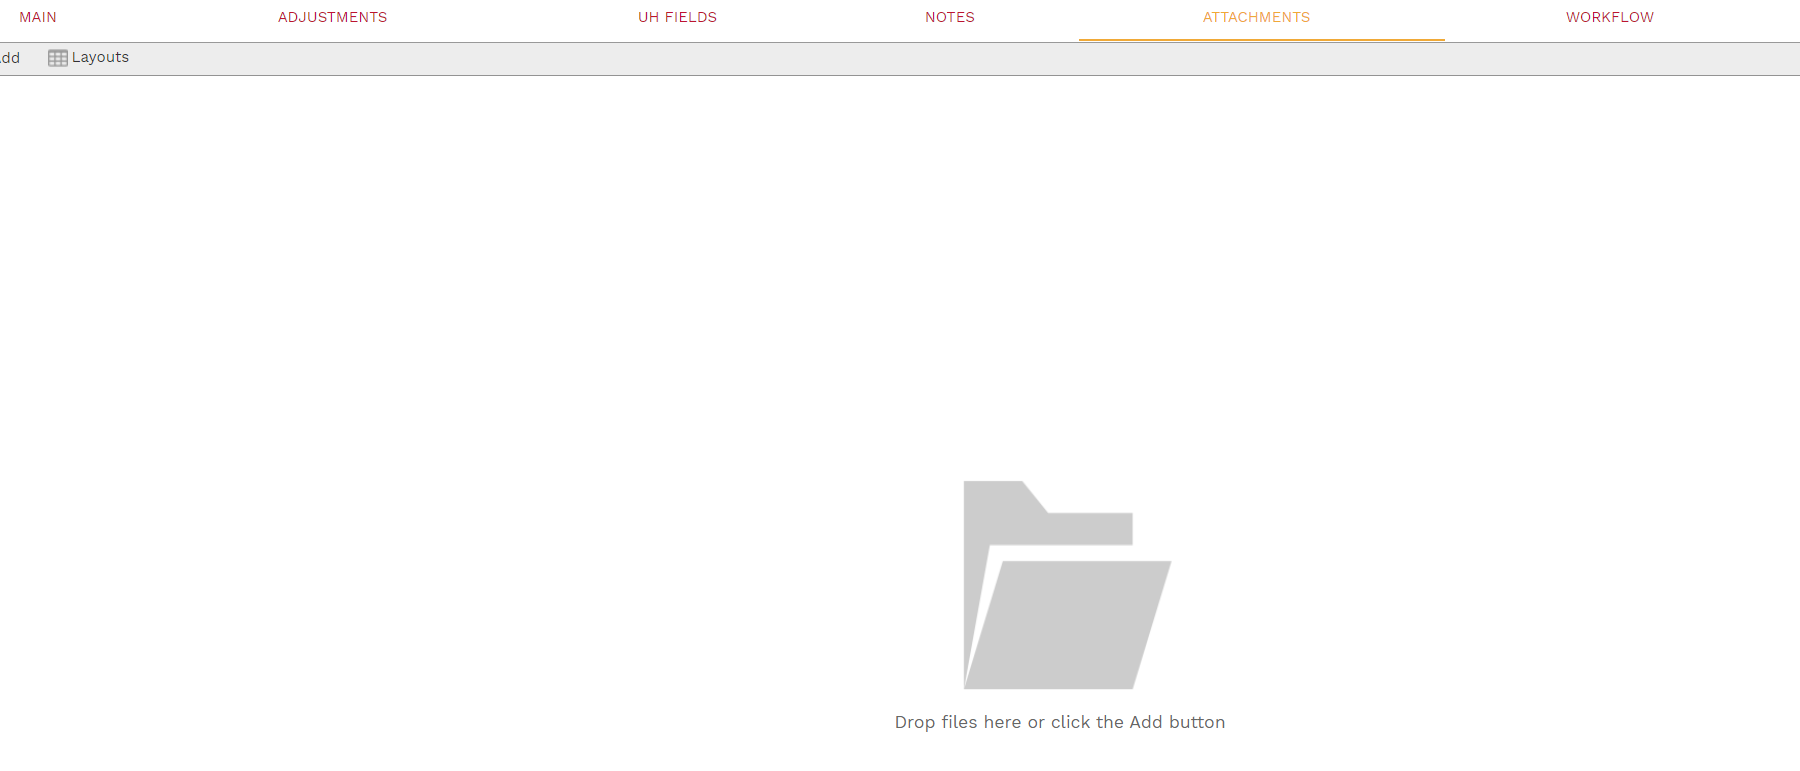 MAIN ADJUSTMENTS UH FIELDS NOTES ATTACHMENTS WORKFLOW
dd Layouts
Drop files here or click the Add button